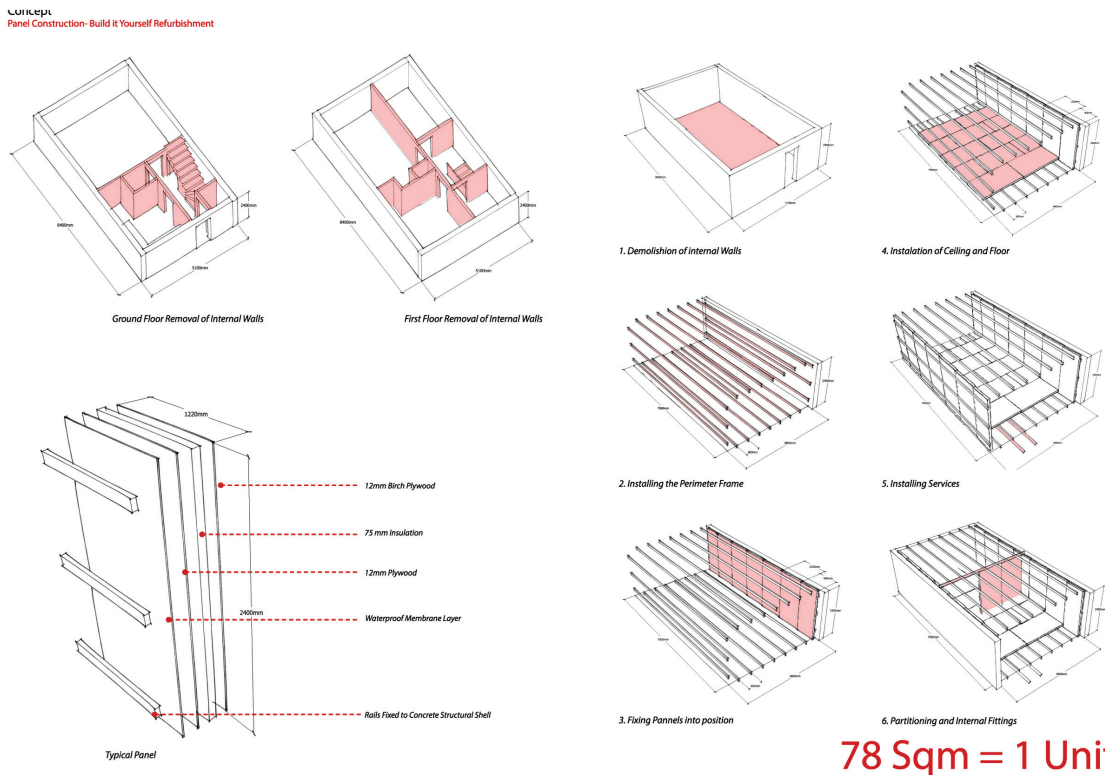 Concept
Panel Construction- Build it Yourself Refurbishment
8400mm
5100mm
2400mm
Ground Floor Removal of Internal Walls
8400mm
5100mm
2400mm
First Floor Removal of Internal Walls
1. Demolishion of internal Walls
4. Instalation of Ceiling and Floor
2. Installing the Perimeter Frame
5. Installing Services
3. Fixing Pannels into position
6. Partitioning and Internal Fittings
1220mm
12mm Birch Plywood
75 mm Insulation
12mm Plywood
2400mm
Waterproof Membrane Layer
Rails Fixed to Concrete Structural Shell
Typical Panel
78 Sqm = 1 Unit